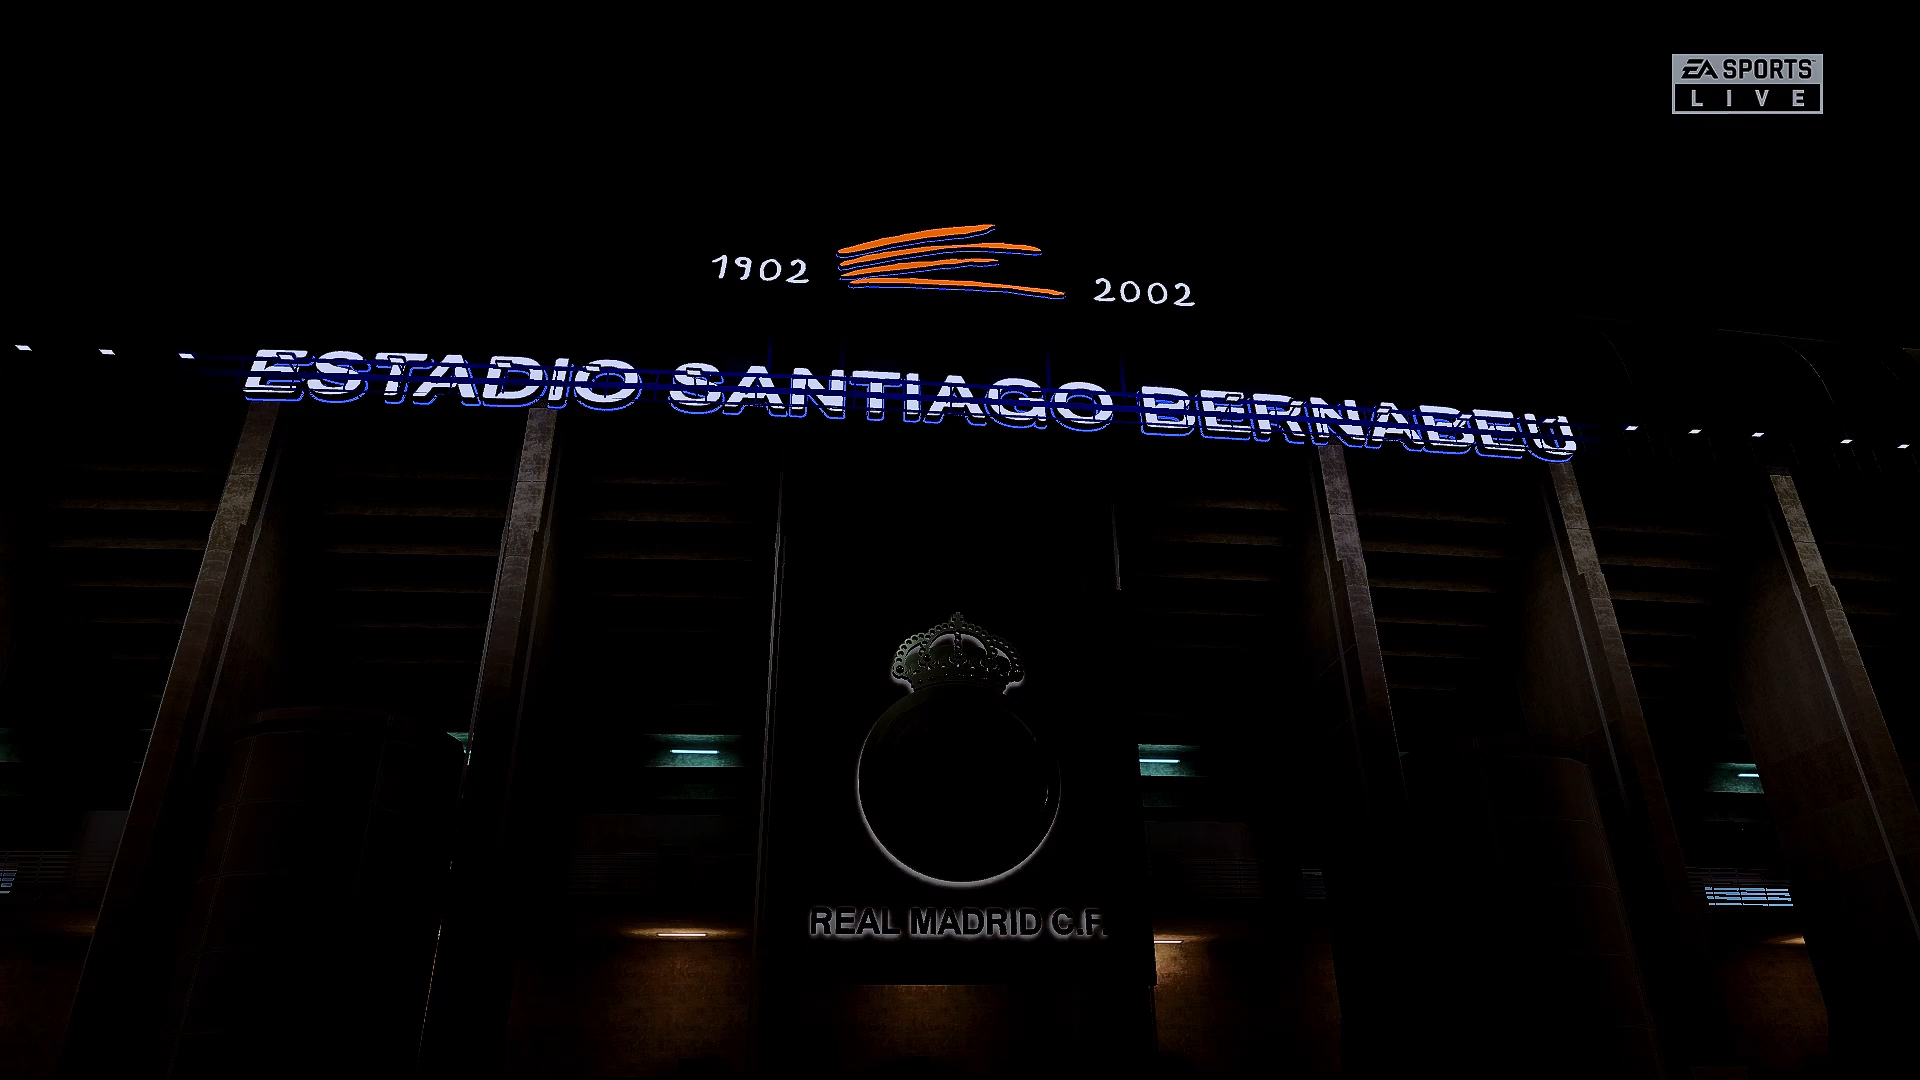 EA SPORTS
LIVE
1902
2002
ESTADIO SANTIAGO BERNABEU
REAL MADRID C.F.